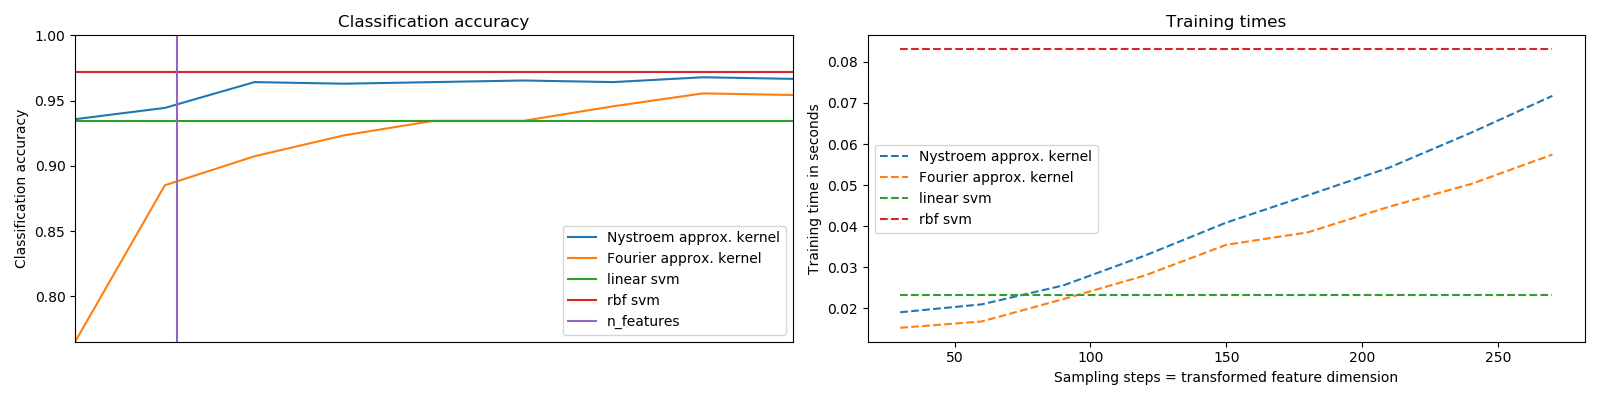 Classification accuracy
Classification accuracy
1.00
0.95
0.90
0.85
0.80
Nystroem approx. kernel
Fourier approx. kernel
linear svm
rbf svm
n_features
Training times
Training time in seconds
0.08
0.07
0.06
0.05
0.04
0.03
0.02
Nystroem approx. kernel
Fourier approx. kernel
linear svm
rbf svm
50 100 150 200 250
Sampling steps = transformed feature dimension